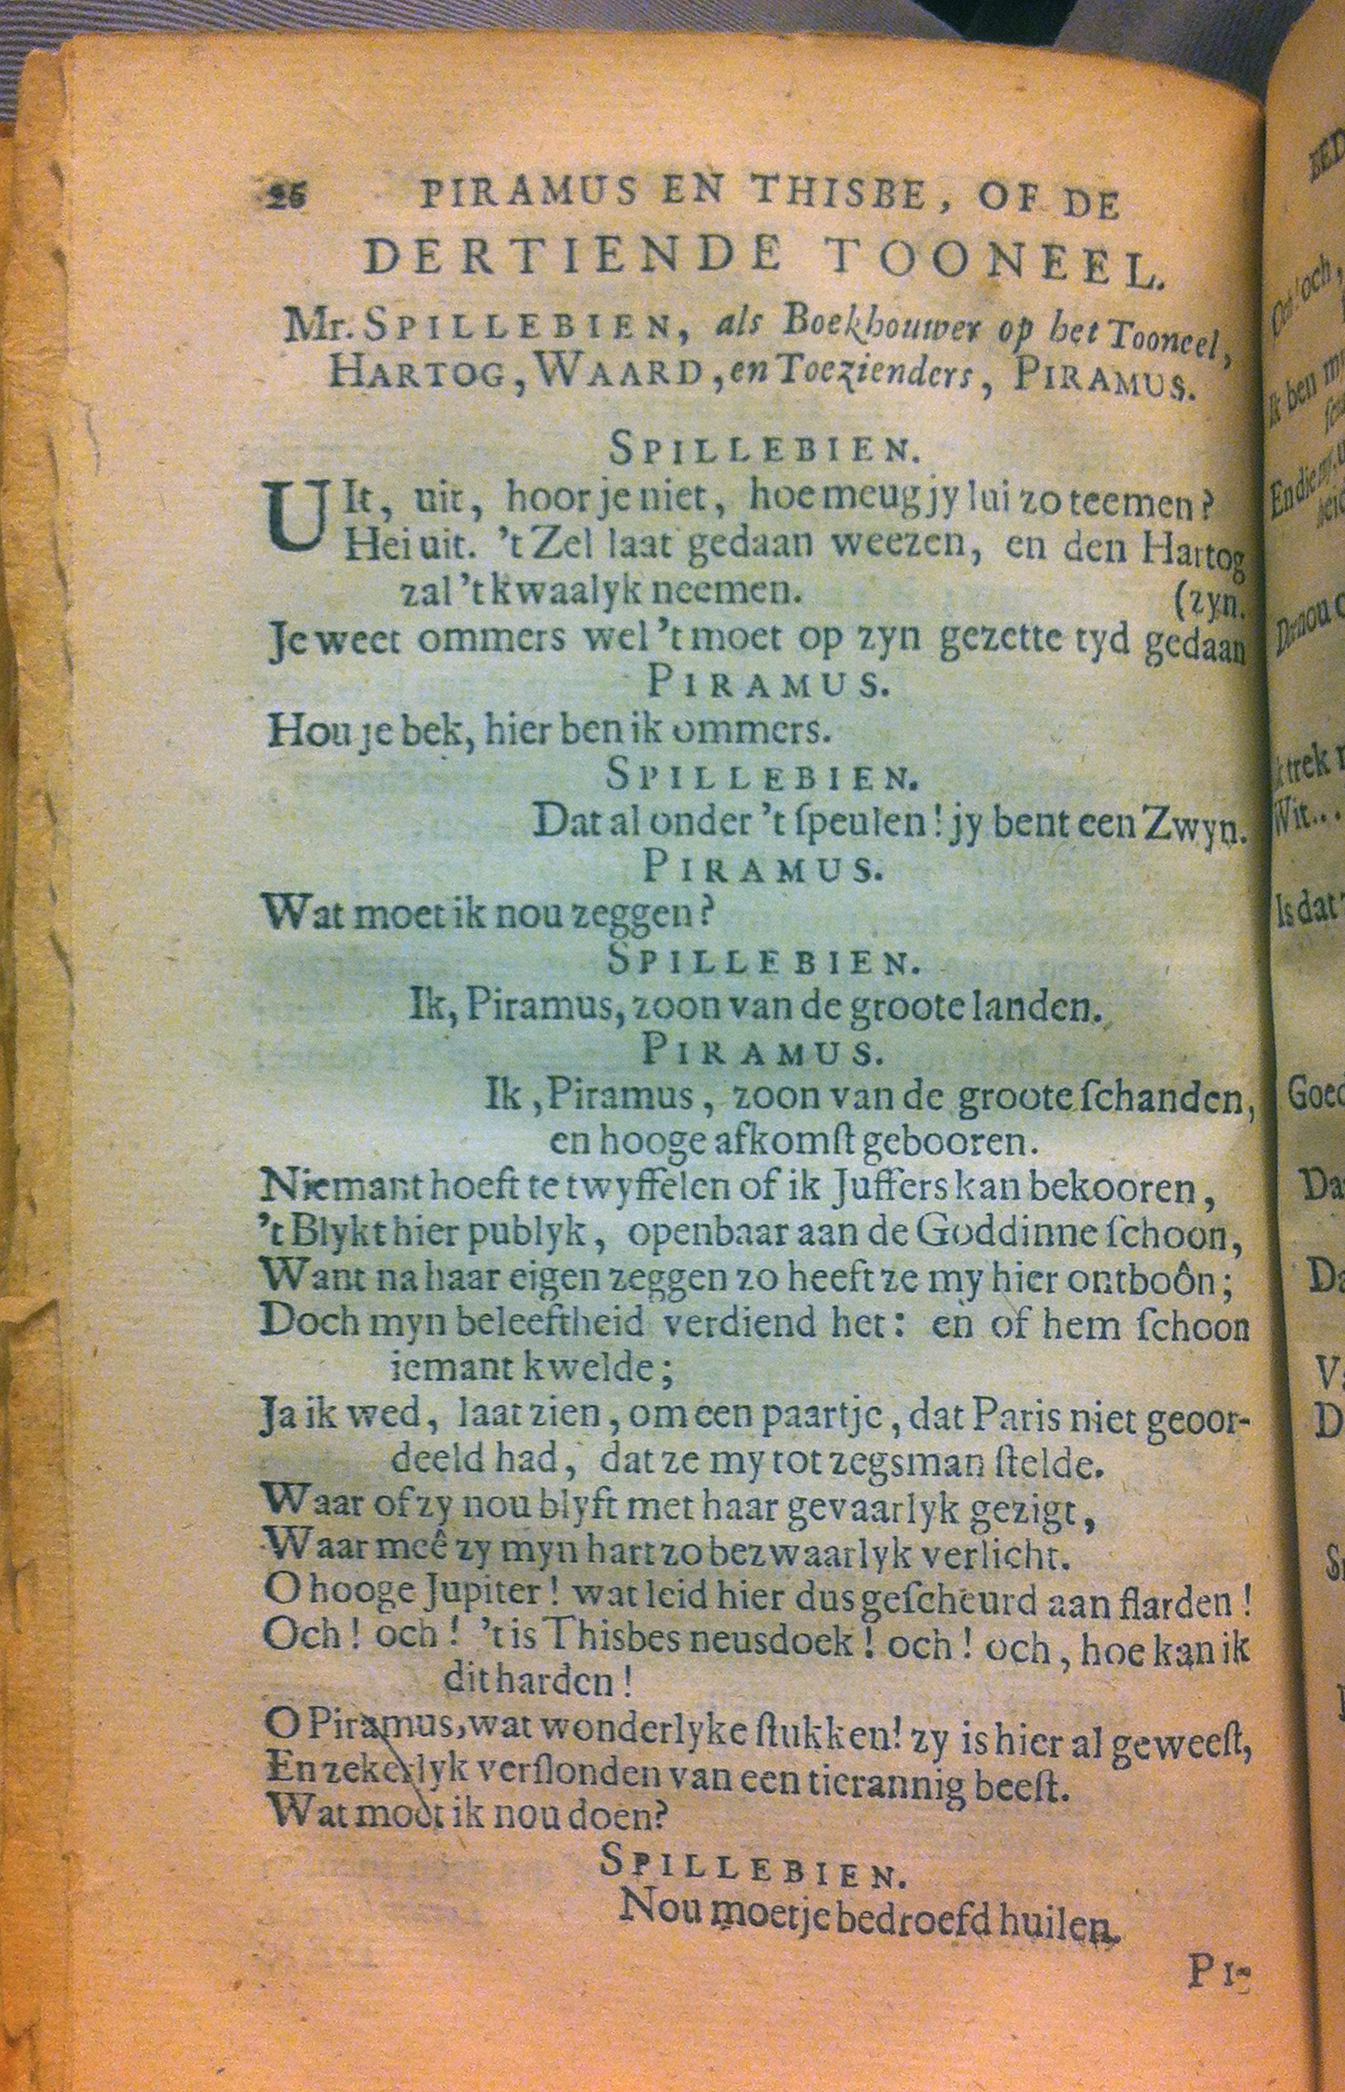 26 PIRAMUS EN THISBE, OF DE
DERTIENDE TOONEEL.
Mr. SPILLEBIEN, als Boekhouwer op het Tooneel,
HARTOG, WAARD, en Toezienders, PIRAMUS.
SPILLEBIEN.
UIt, uit, hoor je niet, hoe meug jy lui zo teemen?
Hei uit. 't Zel laat gedaan weezen, en den Hartog
zal 't kwaalyk neemen. (zyn.
Je weet ommers wel 't moet op zyn gezette tyd gedaan
PIRAMUS.
Hou je bek, hier ben ik ommers.
SPILLEBIEN.
Dat al onder 't ſpeulen! jy bent een Zwyn.
PIRAMUS.
Wat moet ik nou zeggen?
SPILLEBIEN.
Ik, Piramus, zoon van de groote landen.
PIRAMUS.
Ik, Piramus, zoon van de groote ſchanden,
en hooge afkomſt gebooren.
Niemant hoeft te twyffelen of ik Juffers kan bekooren,
't Blykt hier publyk, openbaar aan de Goddinne ſchoon,
Want na haar eigen zeggen zo heeft ze my hier ontboôn;
Doch myn beleeftheid verdiend het: en of hem ſchoon
iemant kwelde;
Ja ik wed, laat zien, om een paartje, dat Paris niet geoor-
deeld had, dat ze my tot zegsman ſtelde.
Waar of zy nou blyft met haar gevaarlyk gezigt,
Waar meê zy myn hart zo bezwaarlyk verlicht.
O hooge Jupiter! wat leid hier dus geſcheurd aan flarden!
Och! och! 't is Thisbes neusdoek! och! och, hoe kan ik
dit harden!
O Piramus, wat wonderlyke ſtukken! zy is hier al geweeſt,
En zekerlyk verſlonden van een tierannig beeſt.
Wat moet ik nou doen?
SPILLEBIEN.
Nou moet je bedroefd huilen.
PI-